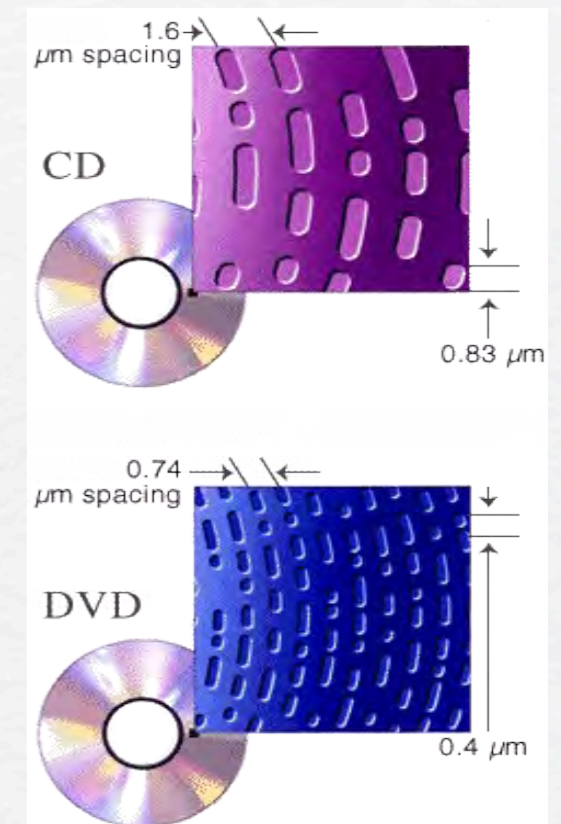 1.6
μm spacing
CD
0.83 μm
0.74
μm spacing
DVD
0.4 μm